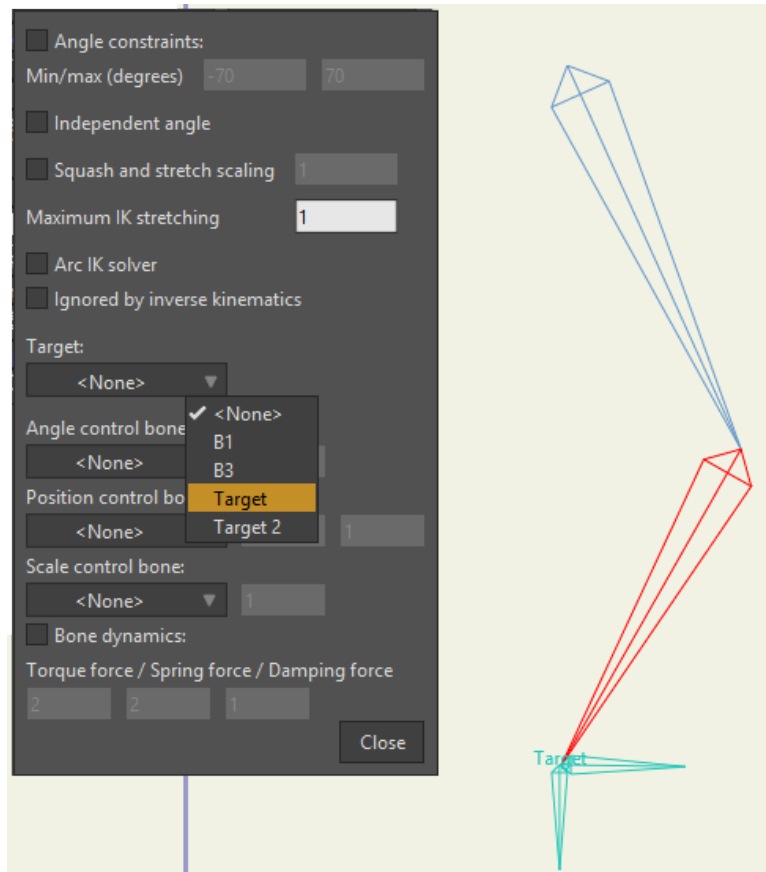 Angle constraints:
Min/max (degrees) -70 70
Independent angle
Squash and stretch scaling 1
Maximum IK stretching 1
Arc IK solver
Ignored by inverse kinematics
Target:
<None>
<None>
B1
B3
Target
Target 2
Angle control bone
<None>
Position control bo
<None> 1
Scale control bone:
<None> 1
Bone dynamics:
Torque force / Spring force / Damping force
2 2 1
Close
Target